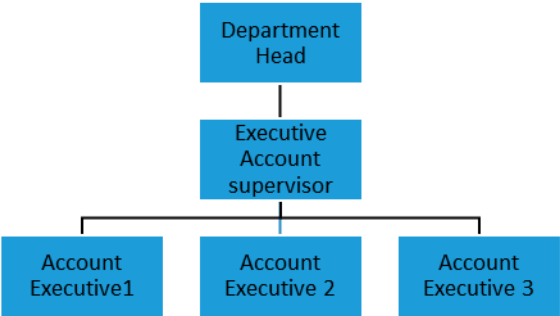 Department
Head
Executive
Account
supervisor
Account
Executive1
Account
Executive 2
Account
Executive 3